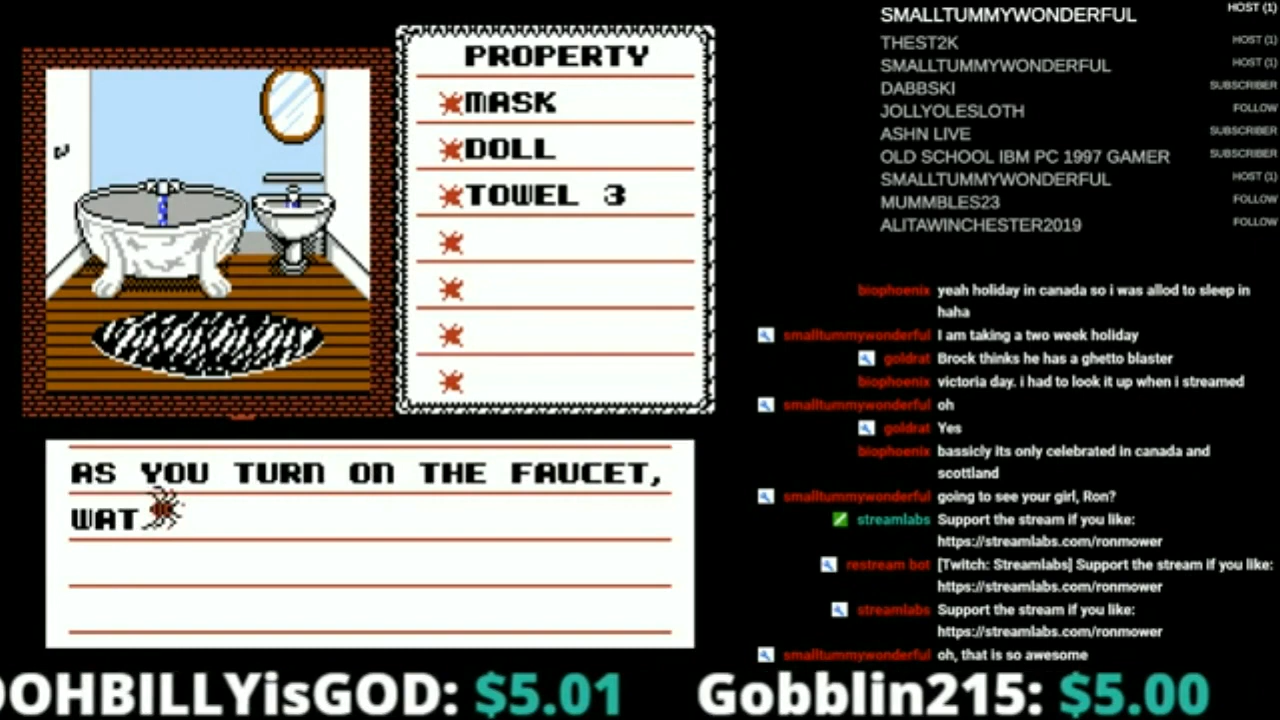 PROPERTY
MASK
DOLL
TOWEL 3
AS YOU TURN ON THE FAUCET,
WAT
SMALLTUMMYWONDERFUL HOST (1)
THEST2K HOST (1)
SMALLTUMMYWONDERFUL HOST (1)
DABBSKI SUBSCRIBER
JOLLYOLESLOTH FOLLOW
ASHN LIVE SUBSCRIBER
OLD SCHOOL IBM PC 1997 GAMER SUBSCRIBER
SMALLTUMMYWONDERFUL HOST (1)
MUMMBLES23 FOLLOW
ALITAWINCHESTER2019 FOLLOW
biophoenix yeah holiday in canada so i was allod to sleep in
haha
smalltummywonderful I am taking a two week holiday
goldrat Brock thinks he has a ghetto blaster
biophoenix victoria day. i had to look it up when i streamed
smalltummywonderful oh
goldrat Yes
biophoenix bassicly its only celebrated in canada and
scottland
smalltummywonderful going to see your girl, Ron?
streamlabs Support the stream if you like:
https://streamlabs.com/ronmower
restream bot [Twitch: Streamlabs] Support the stream if you like:
https://streamlabs.com/ronmower
streamlabs Support the stream if you like:
https://streamlabs.com/ronmower
smalltummywonderful oh, that is so awesome
OOHBILLYisGOD: $5.01 Gobblin215: $5.00